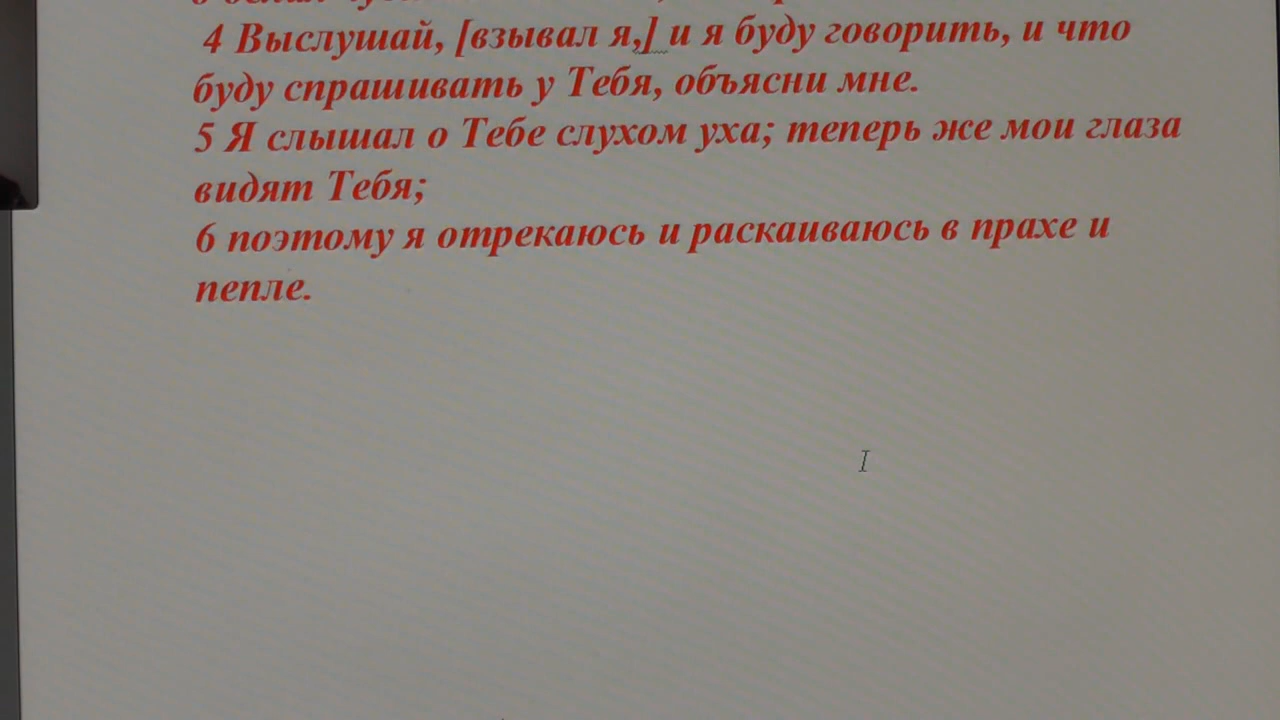 4 Выслушай, [взывал я,] и я буду говорить, и что
буду спрашивать у Тебя, объясни мне.
5 Я слышал о Тебе слухом уха; теперь же мои глаза
видят Тебя;
6 поэтому я отрекаюсь и раскаиваюсь в прахе и
пепле.